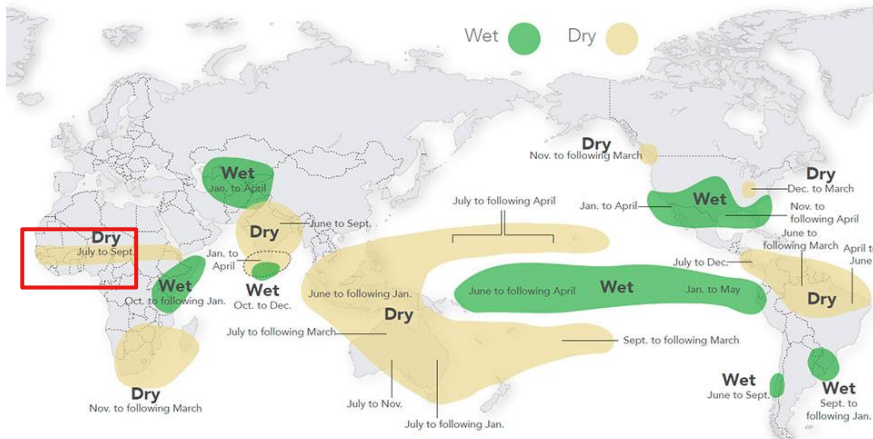 Wet
Dry
Dry
Nov. to following March
Dry
Dec. to March
Wet
Jan. to April
July to following April
Jan. to April
Wet
Nov. to
following April
June to Sept.
Dry
July to Sept.
Dry
Jan. to
April
June to
following March
April to
June
July to Dec.
Wet
Oct. to following Jan.
Wet
Oct. to Dec.
June to following Jan.
Dry
June to following April
Wet
Jan. to May
Dry
July to following March
Sept. to following March
Dry
Nov. to following March
July to Nov.
July to following Jan.
Wet
June to Sept.
Wet
Sept. to
following Jan.